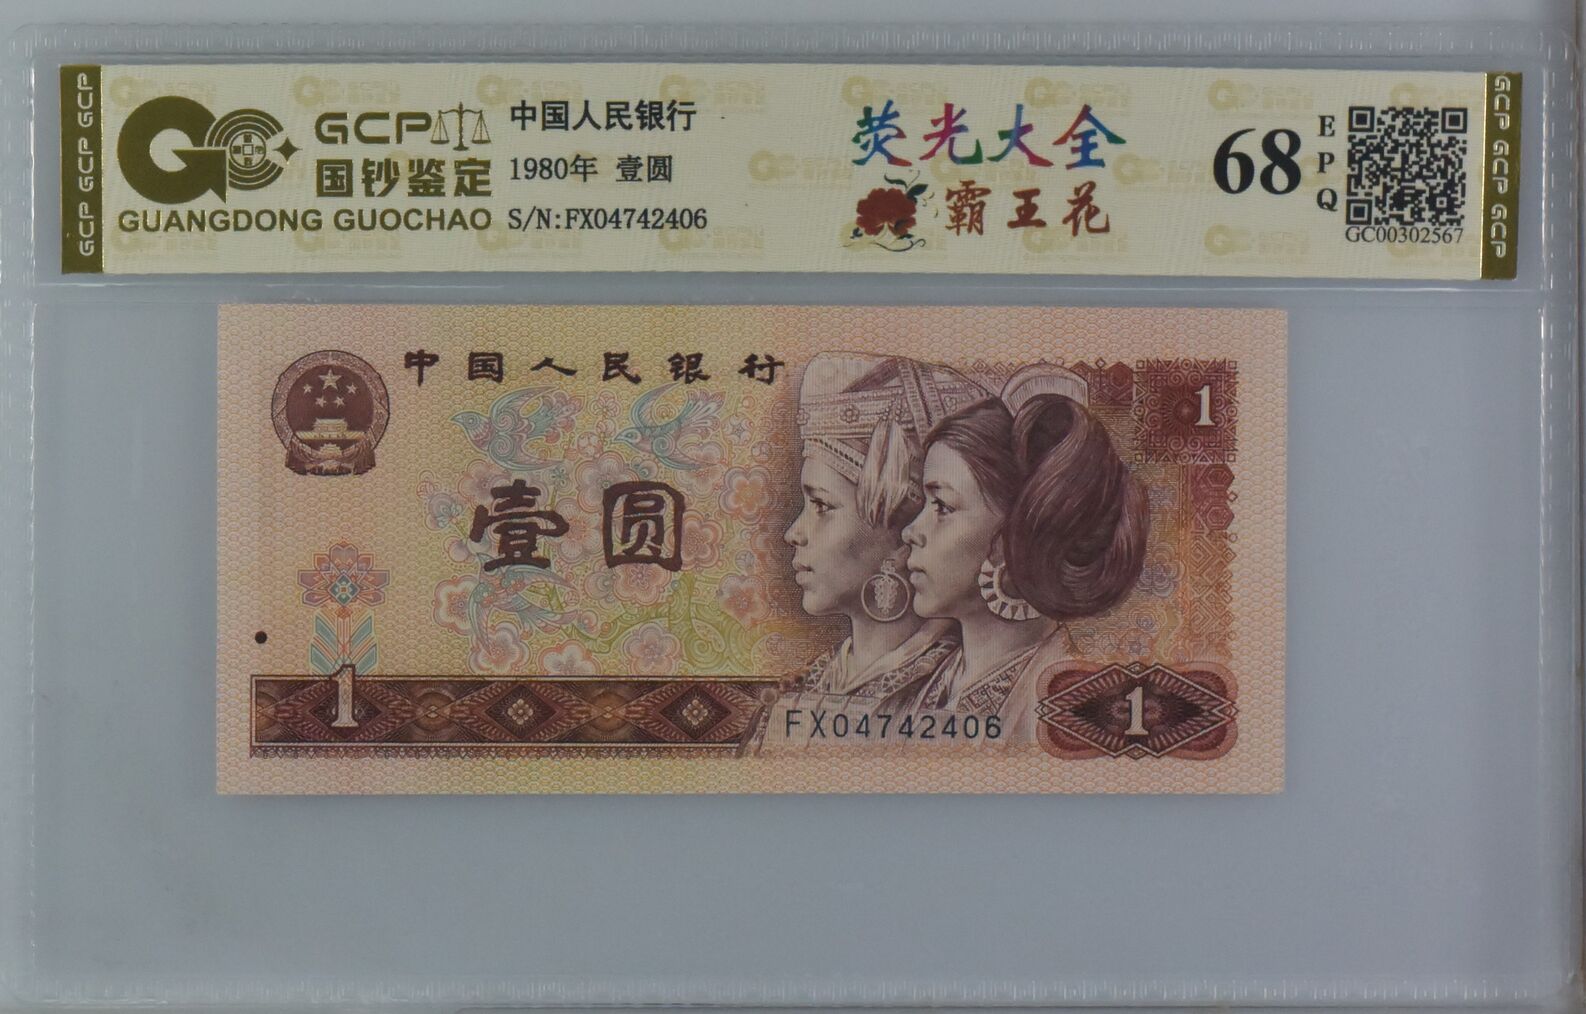 GCP GCP GCP
GCP
国钞鉴定
GUANGDONG GUOCHAO
中国人民银行
1980年 壹圆
S/N:FX04742406
荧光大全
霸王花
68
EPQ
GC00302567
GCP GCP GCP
中国人民银行
1
壹圆
1
FX04742406
1